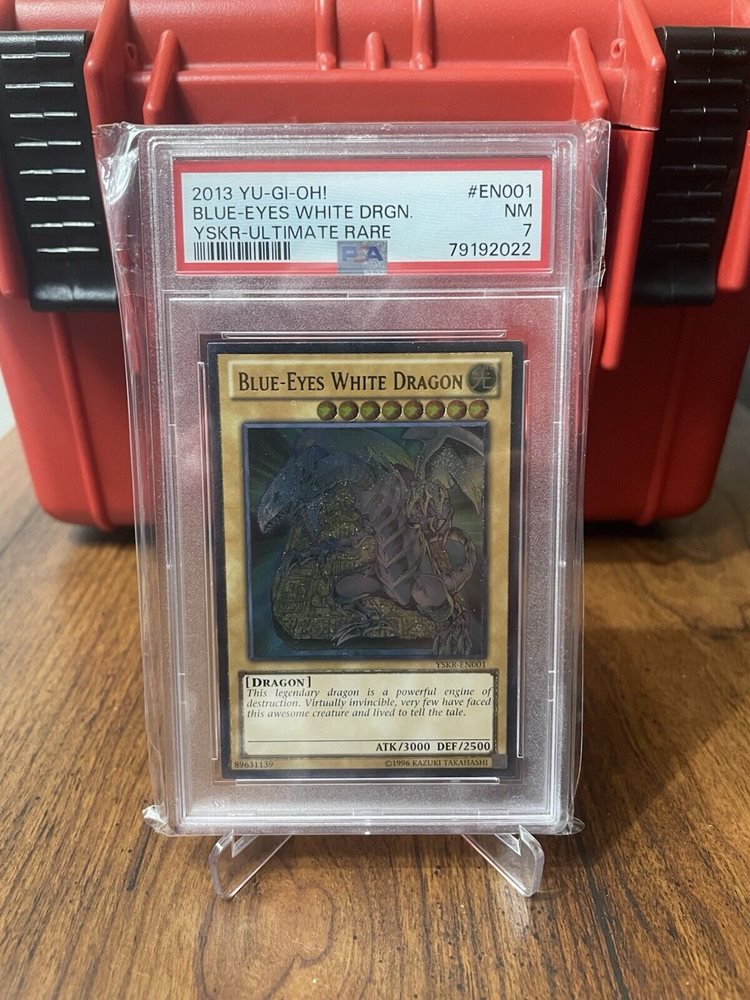 2013 YU-GI-OH! #EN001
BLUE-EYES WHITE DRGN. NM
YSKR-ULTIMATE RARE 7
PSA 79192022
BLUE-EYES WHITE DRAGON 光
YSKR-EN001
[DRAGON]
This legendary dragon is a powerful engine of
destruction. Virtually invincible, very few have faced
this awesome creature and lived to tell the tale.
ATK/3000 DEF/2500
89631139 ©1996 KAZUKI TAKAHASHI